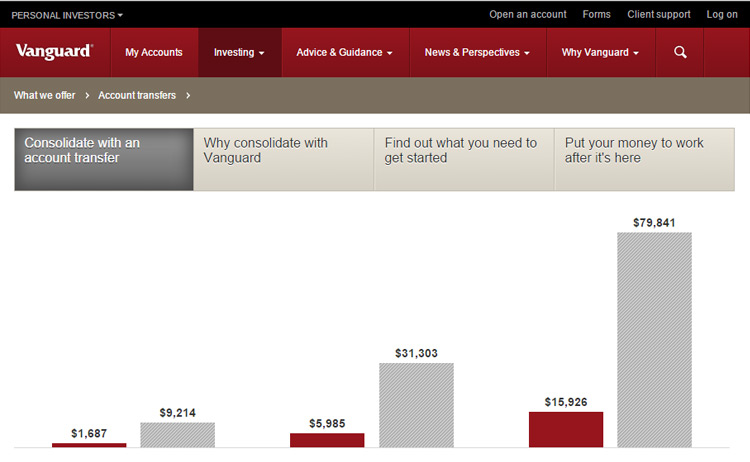 PERSONAL INVESTORS
Open an account Forms Client support Log on
Vanguard®
My Accounts Investing Advice & Guidance News & Perspectives Why Vanguard
What we offer Account transfers
Consolidate with an
account transfer
Why consolidate with
Vanguard
Find out what you need to
get started
Put your money to work
after it's here
$1,687
$9,214
$5,985
$31,303
$15,926
$79,841